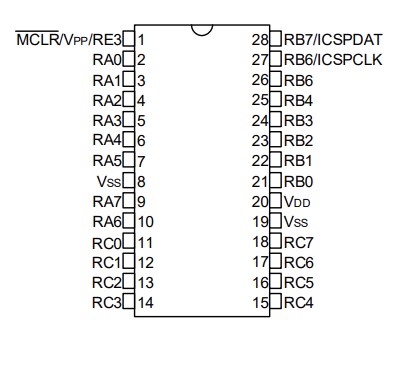 MCLR/VPP/RE3 1 28 RB7/ICSPDAT
RA0 2 27 RB6/ICSPCLK
RA1 3 26 RB6
RA2 4 25 RB4
RA3 5 24 RB3
RA4 6 23 RB2
RA5 7 22 RB1
VSS 8 21 RB0
RA7 9 20 VDD
RA6 10 19 VSS
RC0 11 18 RC7
RC1 12 17 RC6
RC2 13 16 RC5
RC3 14 15 RC4